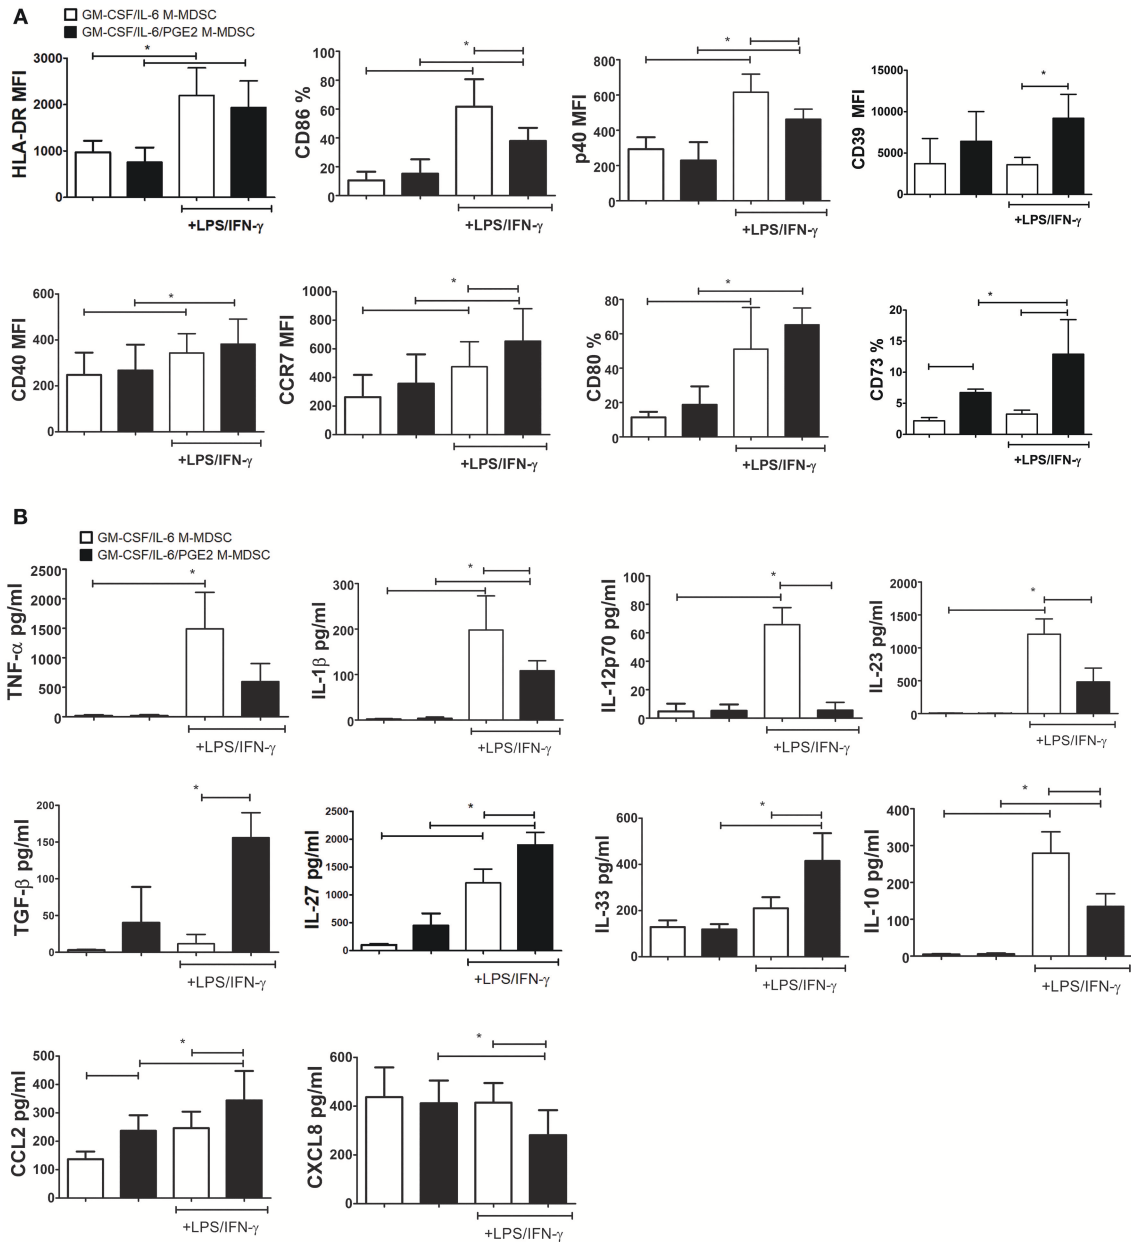 A
GM-CSF/IL-6 M-MDSC
GM-CSF/IL-6/PGE2 M-MDSC
HLA-DR MFI
3000
2000
1000
0
*
+LPS/IFN-γ
CD86 %
100
80
60
40
20
0
*
+LPS/IFN-γ
p40 MFI
800
600
400
200
0
*
+LPS/IFN-γ
CD39 MFI
15000
10000
5000
0
*
+LPS/IFN-γ
CD40 MFI
600
400
200
0
*
+LPS/IFN-γ
CCR7 MFI
1000
800
600
400
200
0
*
+LPS/IFN-γ
CD80 %
80
60
40
20
0
*
+LPS/IFN-γ
CD73 %
20
15
10
5
0
*
+LPS/IFN-γ
B
GM-CSF/IL-6 M-MDSC
GM-CSF/IL-6/PGE2 M-MDSC
TNF-α pg/ml
2500
2000
1500
1000
500
0
*
+LPS/IFN-γ
IL-1β pg/ml
300
200
100
0
*
+LPS/IFN-γ
IL-12p70 pg/ml
100
80
60
40
20
0
*
+LPS/IFN-γ
IL-23 pg/ml
2000
1500
1000
500
0
*
+LPS/IFN-γ
TGF-β pg/ml
200
150
100
50
0
*
+LPS/IFN-γ
IL-27 pg/ml
2500
2000
1500
1000
500
0
*
+LPS/IFN-γ
IL-33 pg/ml
600
400
200
0
*
+LPS/IFN-γ
IL-10 pg/ml
400
300
200
100
0
*
+LPS/IFN-γ
CCL2 pg/ml
500
400
300
200
100
0
*
+LPS/IFN-γ
CXCL8 pg/ml
600
400
200
0
*
+LPS/IFN-γ